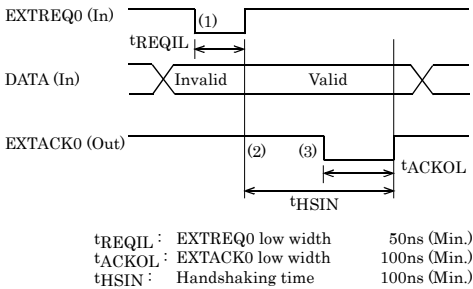 EXTREQ0 (In)
(1)
tREQIL
DATA (In)
Invalid
Valid
EXTACK0 (Out)
(2)
(3)
tACKOL
tHSIN
tREQIL : EXTREQ0 low width 50ns (Min.)
tACKOL : EXTACK0 low width 100ns (Min.)
tHSIN : Handshaking time 100ns (Min.)